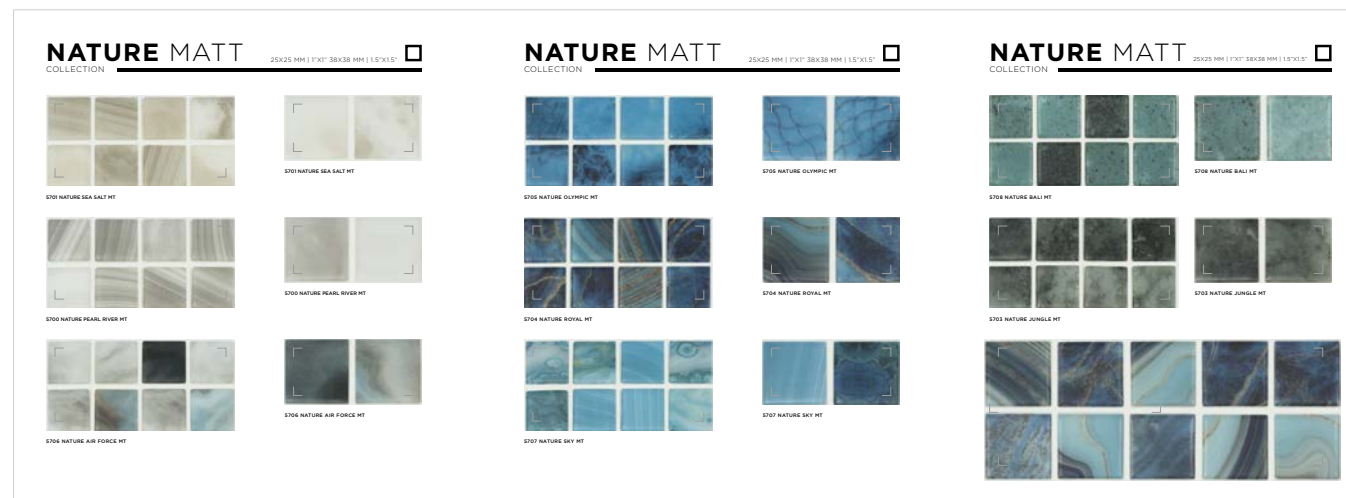 NATURE MATT
COLLECTION
25X25 MM | 1"X1" 38X38 MM | 1.5"X1.5"
5701 NATURE SEA SALT MT
5701 NATURE SEA SALT MT
5700 NATURE PEARL RIVER MT
5700 NATURE PEARL RIVER MT
5706 NATURE AIR FORCE MT
5706 NATURE AIR FORCE MT
NATURE MATT
COLLECTION
25X25 MM | 1"X1" 38X38 MM | 1.5"X1.5"
5705 NATURE OLYMPIC MT
5705 NATURE OLYMPIC MT
5704 NATURE ROYAL MT
5704 NATURE ROYAL MT
5707 NATURE SKY MT
5707 NATURE SKY MT
NATURE MATT
COLLECTION
25X25 MM | 1"X1" 38X38 MM | 1.5"X1.5"
5708 NATURE BALI MT
5708 NATURE BALI MT
5703 NATURE JUNGLE MT
5703 NATURE JUNGLE MT